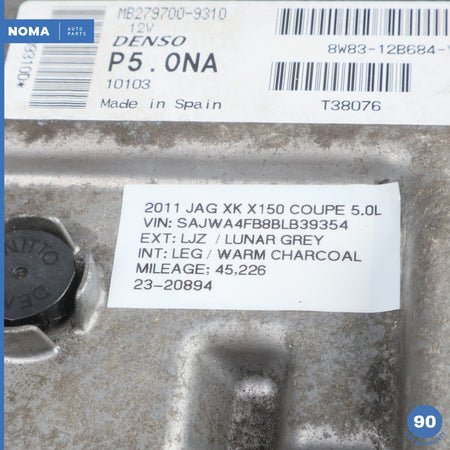 NOMA AUTO PARTS
MB279700-9310
12V
DENSO
P5.0NA
10103
Made in Spain
93100*
8W83-12B684-
T38076
2011 JAG XK X150 COUPE 5.0L
VIN: SAJWA4FB8BLB39354
EXT: LJZ / LUNAR GREY
INT: LEG / WARM CHARCOAL
MILEAGE; 45,226
23-20894
NITTO
90